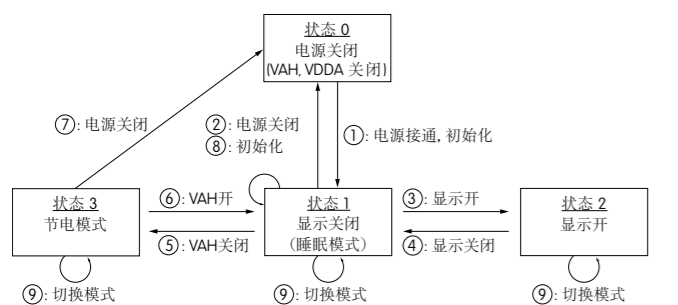 状态 0
电源关闭
(VAH, VDDA 关闭)
⑦: 电源关闭
②: 电源关闭
⑧: 初始化
①: 电源接通, 初始化
状态 3
节电模式
⑥: VAH开
⑤: VAH关闭
状态 1
显示关闭
(睡眠模式)
③: 显示开
④: 显示关闭
状态 2
显示开
⑨: 切换模式
⑨: 切换模式
⑨: 切换模式